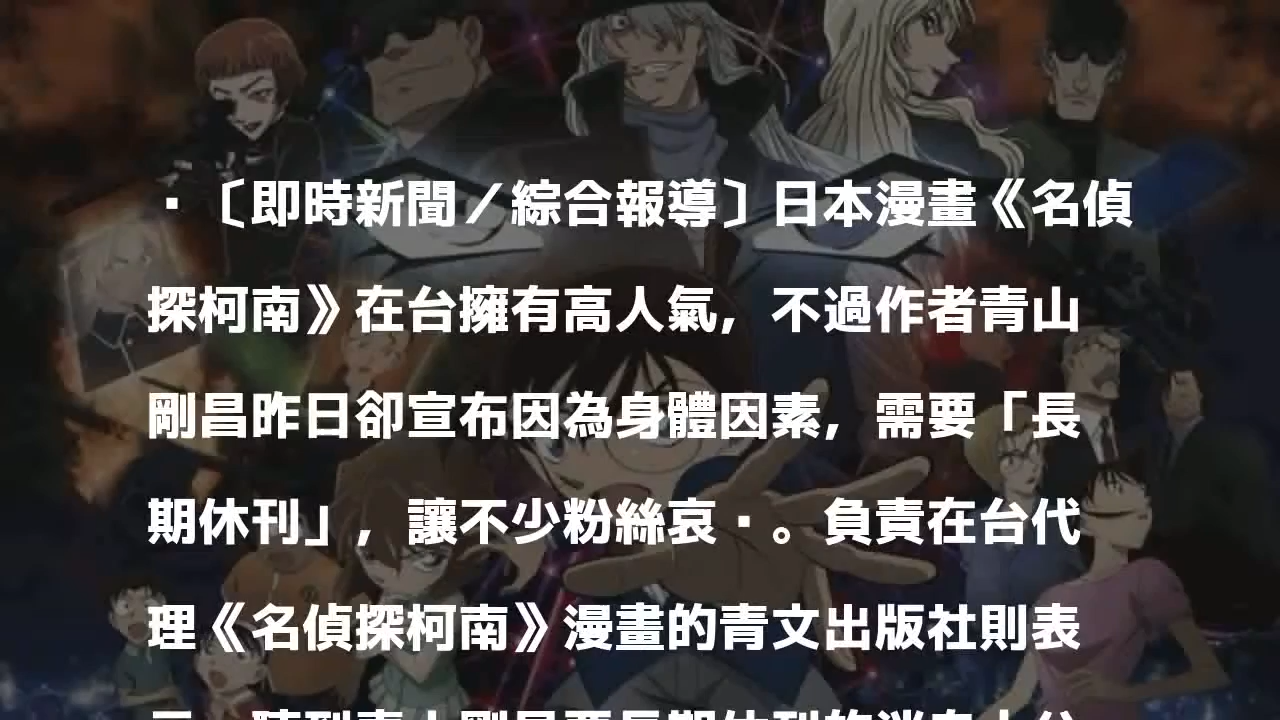 ▪〔即時新聞／綜合報導〕日本漫畫《名偵
探柯南》在台擁有高人氣，不過作者青山
剛昌昨日卻宣布因為身體因素，需要「長
期休刊」，讓不少粉絲哀▪。負責在台代
理《名偵探柯南》漫畫的青文出版社則表